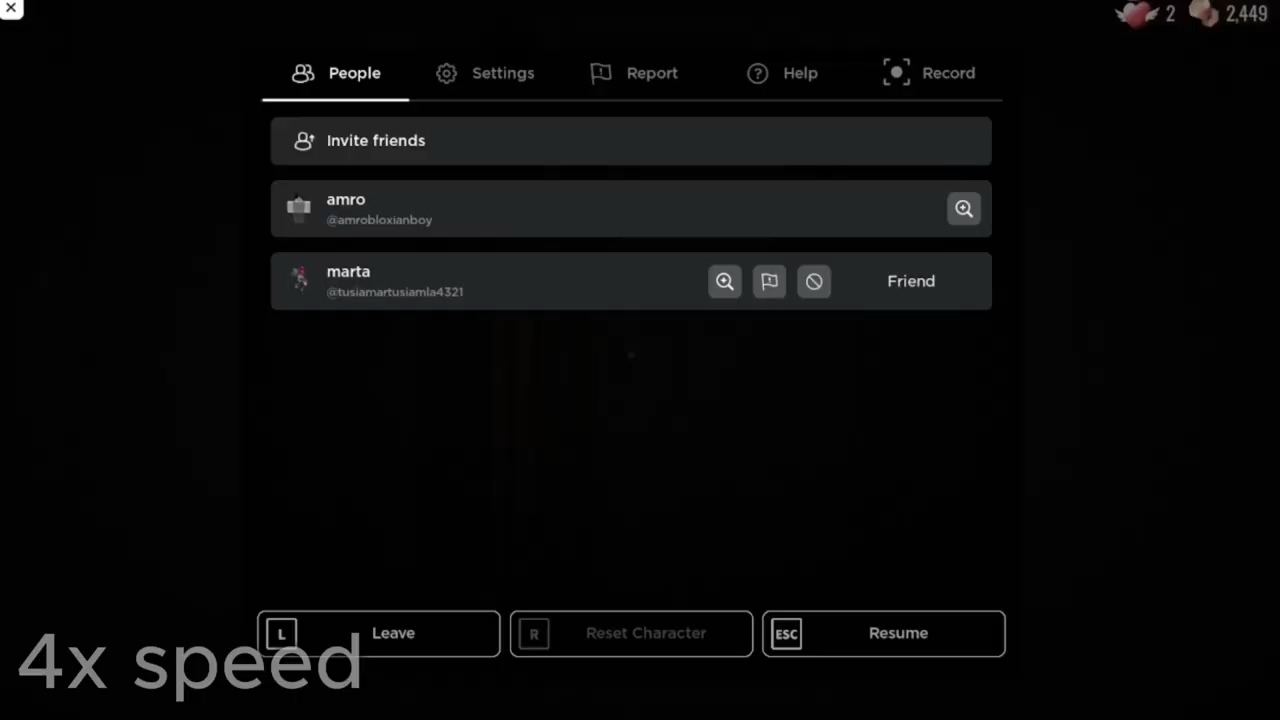 2 2,449
People Settings Report Help Record
Invite friends
amro
@amrobloxianboy
marta
@tusiamartusiamla4321
Friend
L Leave R Reset Character ESC Resume
4x speed